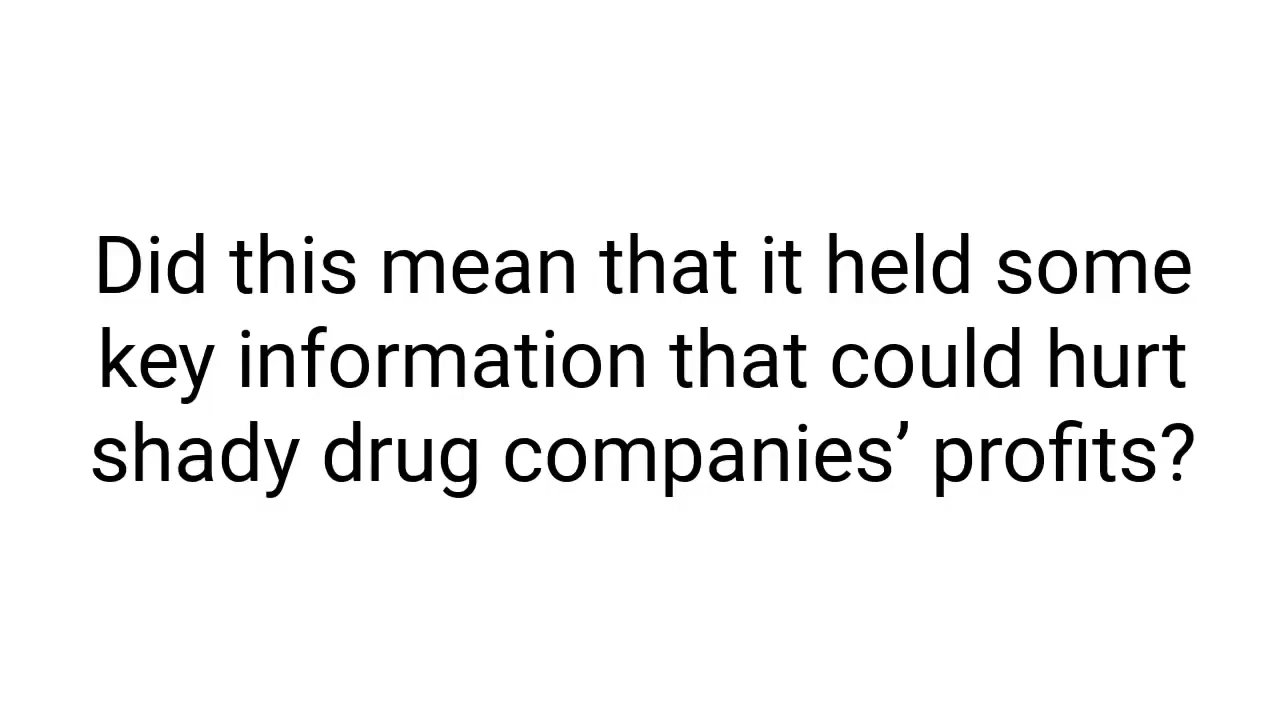 Did this mean that it held some
key information that could hurt
shady drug companies’ profits?